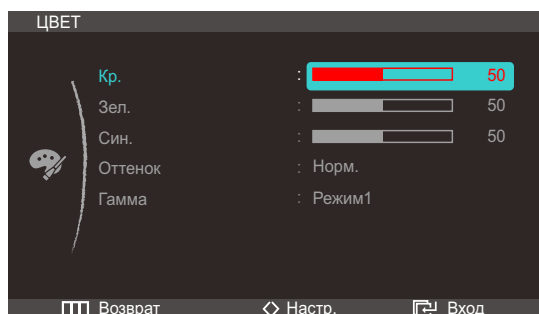 ЦВЕТ
Кр. : 50
Зел. : 50
Син. : 50
Оттенок : Норм.
Гамма : Режим1
Возврат Настр. Вход